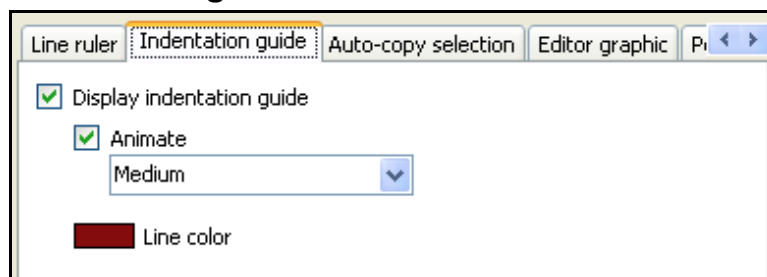 Line ruler Indentation guide Auto-copy selection Editor graphic
Display indentation guide
Animate
Medium
Line color